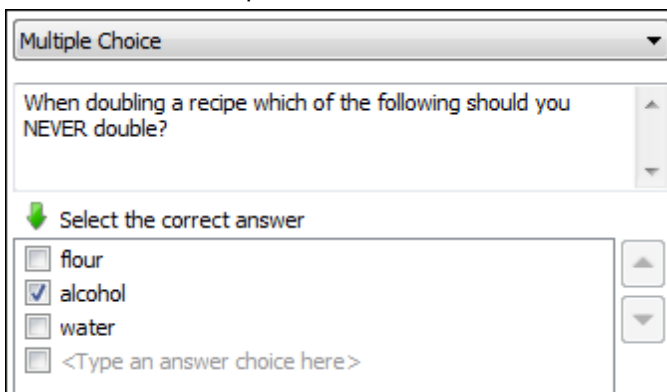 Multiple Choice
When doubling a recipe which of the following should you
NEVER double?
Select the correct answer
flour
alcohol
water
<Type an answer choice here>